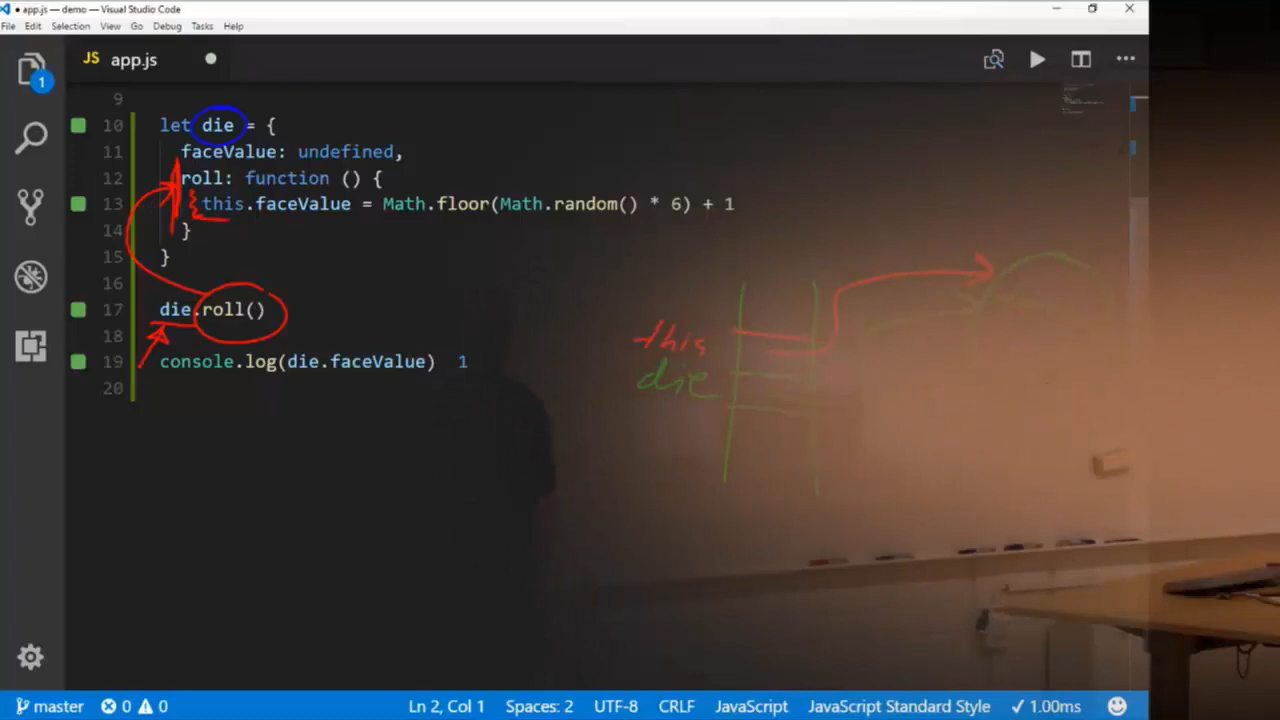 app.js — demo — Visual Studio Code
File Edit Selection View Go Debug Tasks Help
JS app.js
1
9
10 let die = {
11 faceValue: undefined,
12 roll: function () {
13 this.faceValue = Math.floor(Math.random() * 6) + 1
14 }
15 }
16
17 die.roll()
18
19 console.log(die.faceValue) 1
20
this
die
master 0 0 Ln 2, Col 1 Spaces: 2 UTF-8 CRLF JavaScript JavaScript Standard Style ✓ 1.00ms